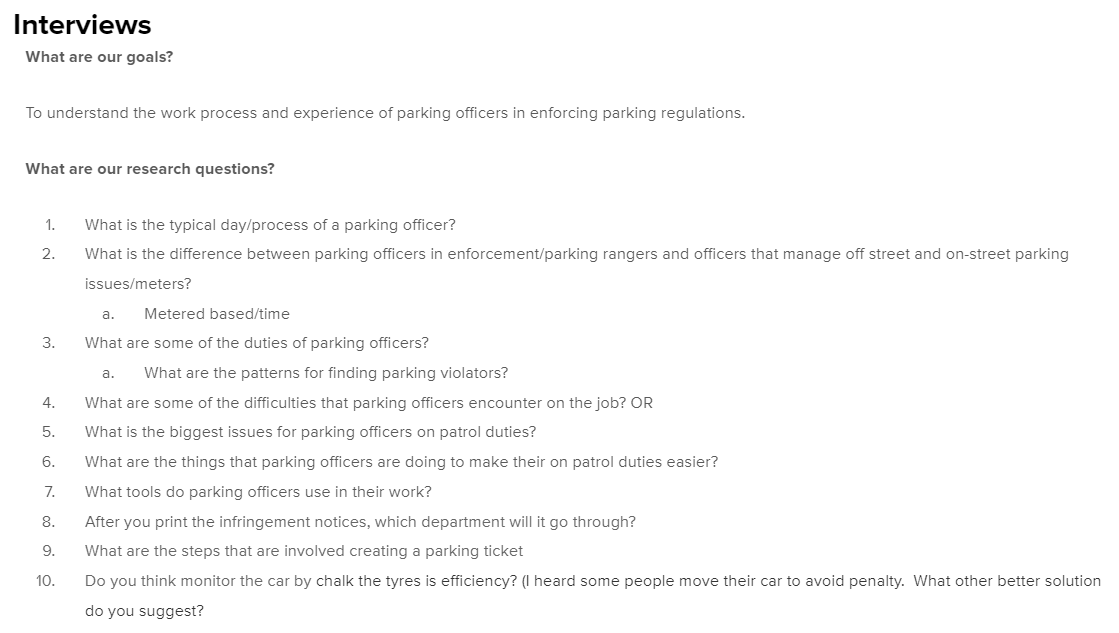 Interviews
What are our goals?
To understand the work process and experience of parking officers in enforcing parking regulations.
What are our research questions?
1. What is the typical day/process of a parking officer?
2. What is the difference between parking officers in enforcement/parking rangers and officers that manage off street and on-street parking
issues/meters?
a. Metered based/time
3. What are some of the duties of parking officers?
a. What are the patterns for finding parking violators?
4. What are some of the difficulties that parking officers encounter on the job? OR
5. What is the biggest issues for parking officers on patrol duties?
6. What are the things that parking officers are doing to make their on patrol duties easier?
7. What tools do parking officers use in their work?
8. After you print the infringement notices, which department will it go through?
9. What are the steps that are involved creating a parking ticket
10. Do you think monitor the car by chalk the tyres is efficiency? (I heard some people move their car to avoid penalty.  What other better solution
do you suggest?